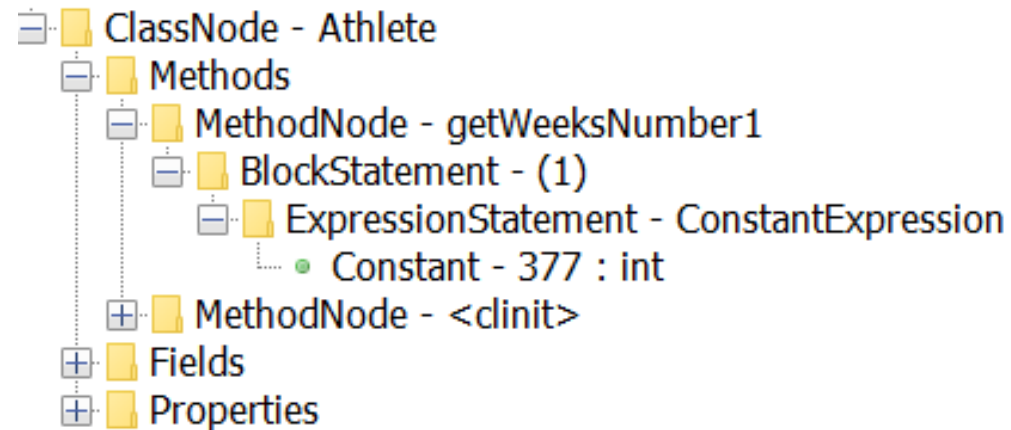 ClassNode - Athlete
Methods
MethodNode - getWeeksNumber1
BlockStatement - (1)
ExpressionStatement - ConstantExpression
Constant - 377 : int
MethodNode - <clinit>
Fields
Properties